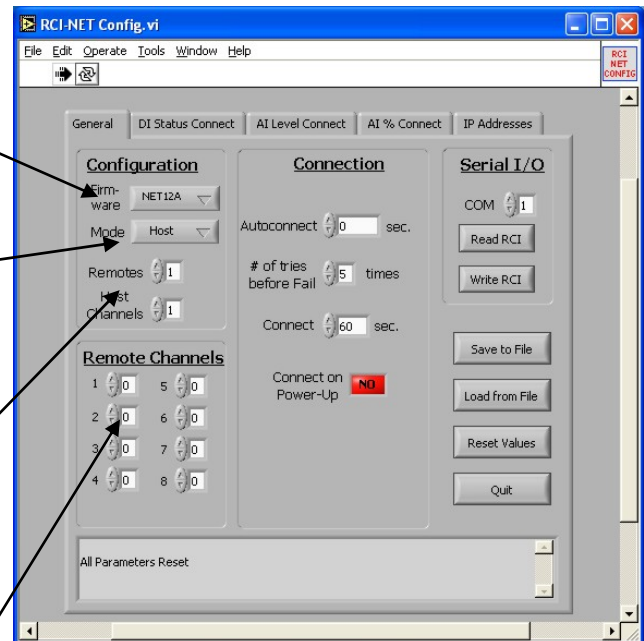 RCI-NET Config.vi
File Edit Operate Tools Window Help
RCI
NET
CONFIG
General DI Status Connect AI Level Connect AI % Connect IP Addresses
Configuration
Firm-
ware NET12A
Mode Host
Remotes 1
Host
Channels 1
Remote Channels
1 0 5 0
2 0 6 0
3 0 7 0
4 0 8 0
Connection
Autoconnect 0 sec.
# of tries
before Fail 5 times
Connect 60 sec.
Connect on
Power-Up NO
Serial I/O
COM 1
Read RCI
Write RCI
Save to File
Load from File
Reset Values
Quit
All Parameters Reset